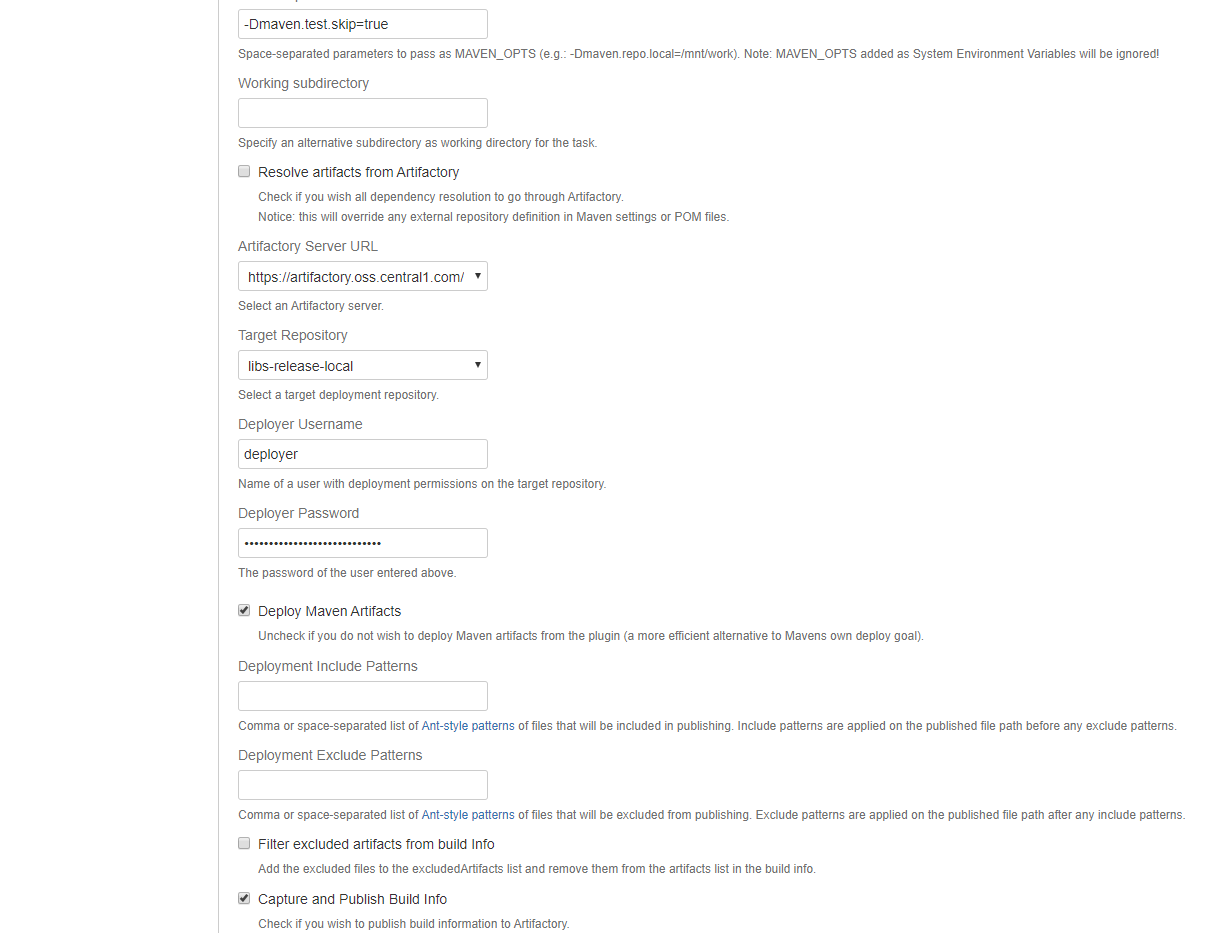 -Dmaven.test.skip=true
Space-separated parameters to pass as MAVEN_OPTS (e.g.: -Dmaven.repo.local=/mnt/work). Note: MAVEN_OPTS added as System Environment Variables will be ignored!
Working subdirectory
Specify an alternative subdirectory as working directory for the task.
Resolve artifacts from Artifactory
Check if you wish all dependency resolution to go through Artifactory.
Notice: this will override any external repository definition in Maven settings or POM files.
Artifactory Server URL
https://artifactory.oss.central1.com/
Select an Artifactory server.
Target Repository
libs-release-local
Select a target deployment repository.
Deployer Username
deployer
Name of a user with deployment permissions on the target repository.
Deployer Password
••••••••••••••••••••••••••••
The password of the user entered above.
Deploy Maven Artifacts
Uncheck if you do not wish to deploy Maven artifacts from the plugin (a more efficient alternative to Mavens own deploy goal).
Deployment Include Patterns
Comma or space-separated list of Ant-style patterns of files that will be included in publishing. Include patterns are applied on the published file path before any exclude patterns.
Deployment Exclude Patterns
Comma or space-separated list of Ant-style patterns of files that will be excluded from publishing. Exclude patterns are applied on the published file path after any include patterns.
Filter excluded artifacts from build Info
Add the excluded files to the excludedArtifacts list and remove them from the artifacts list in the build info.
Capture and Publish Build Info
Check if you wish to publish build information to Artifactory.